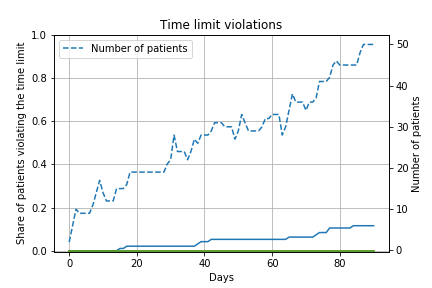 Time limit violations
Number of patients
Share of patients violating the time limit
1.0
0.8
0.6
0.4
0.2
0.0
50
40
30
20
10
0
Number of patients
0 20 40 60 80
Days